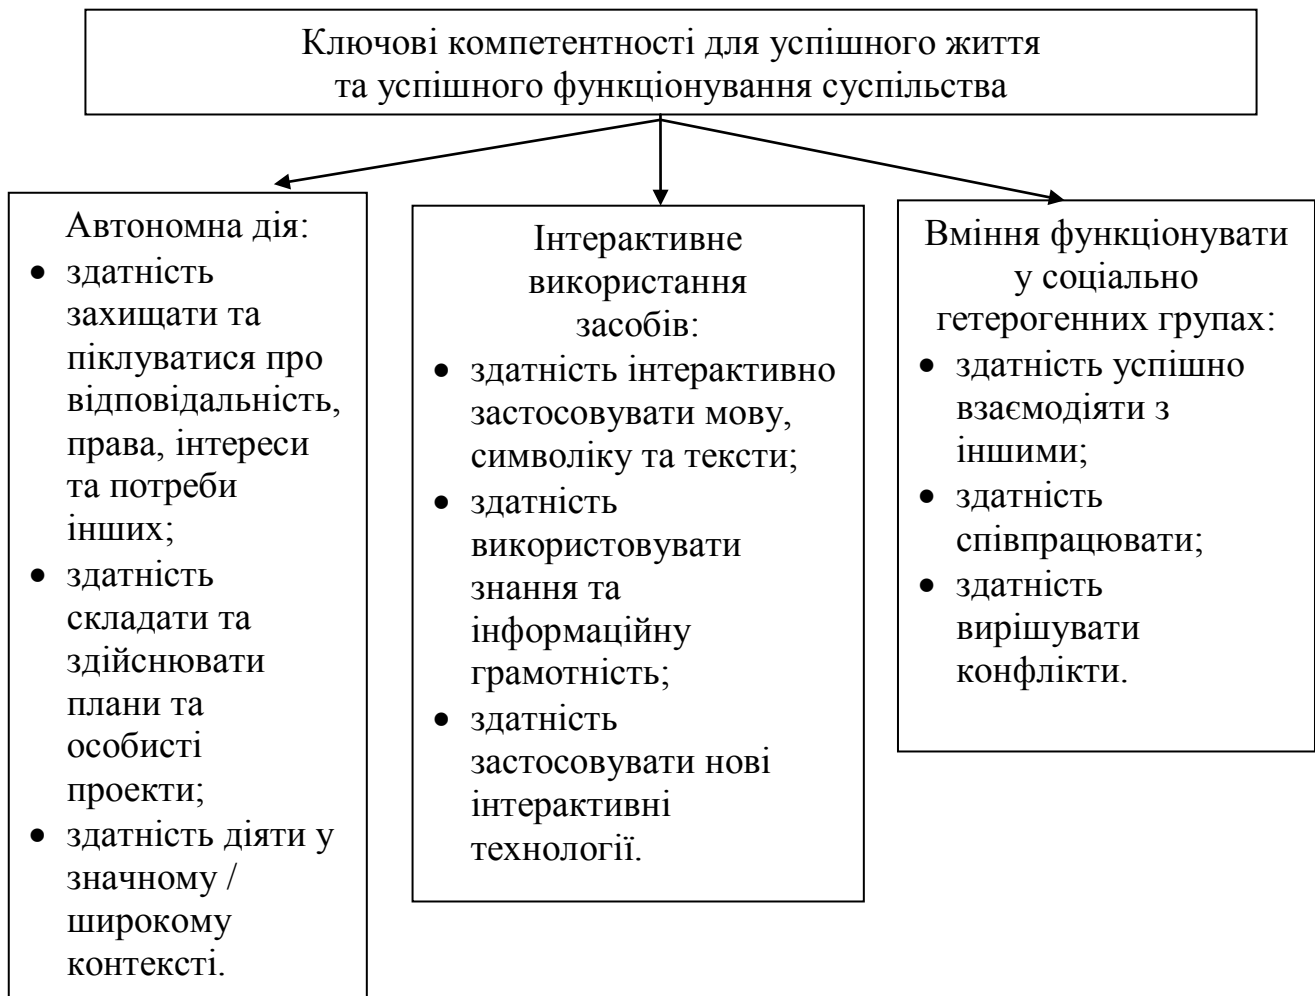 Ключові компетентності для успішного життя
та успішного функціонування суспільства
Автономна дія:
• здатність
захищати та
піклуватися про
відповідальність,
права, інтереси
та потреби
інших;
• здатність
складати та
здійснювати
плани та
особисті
проекти;
• здатність діяти у
значному /
широкому
контексті.
Інтерактивне
використання
засобів:
• здатність інтерактивно
застосовувати мову,
символіку та тексти;
• здатність
використовувати
знання та
інформаційну
грамотність;
• здатність
застосовувати нові
інтерактивні
технології.
Вміння функціонувати
у соціально
гетерогенних групах:
• здатність успішно
взаємодіяти з
іншими;
• здатність
співпрацювати;
• здатність
вирішувати
конфлікти.